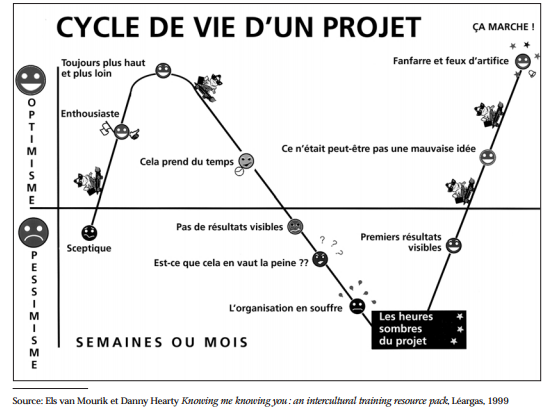 CYCLE DE VIE D'UN PROJET
ÇA MARCHE !
Toujours plus haut
et plus loin
Fanfarre et feux d'artifice
OPTIMISME
Enthousiaste
Cela prend du temps
Ce n'était peut-être pas une mauvaise idée
Sceptique
Pas de résultats visibles
Premiers résultats
visibles
? ? ?
Est-ce que cela en vaut la peine ??
PESSIMISME
L'organisation en souffre
Les heures
sombres
du projet
SEMAINES OU MOIS
Source: Els van Mourik et Danny Hearty Knowing me knowing you : an intercultural training resource pack, Léargas, 1999